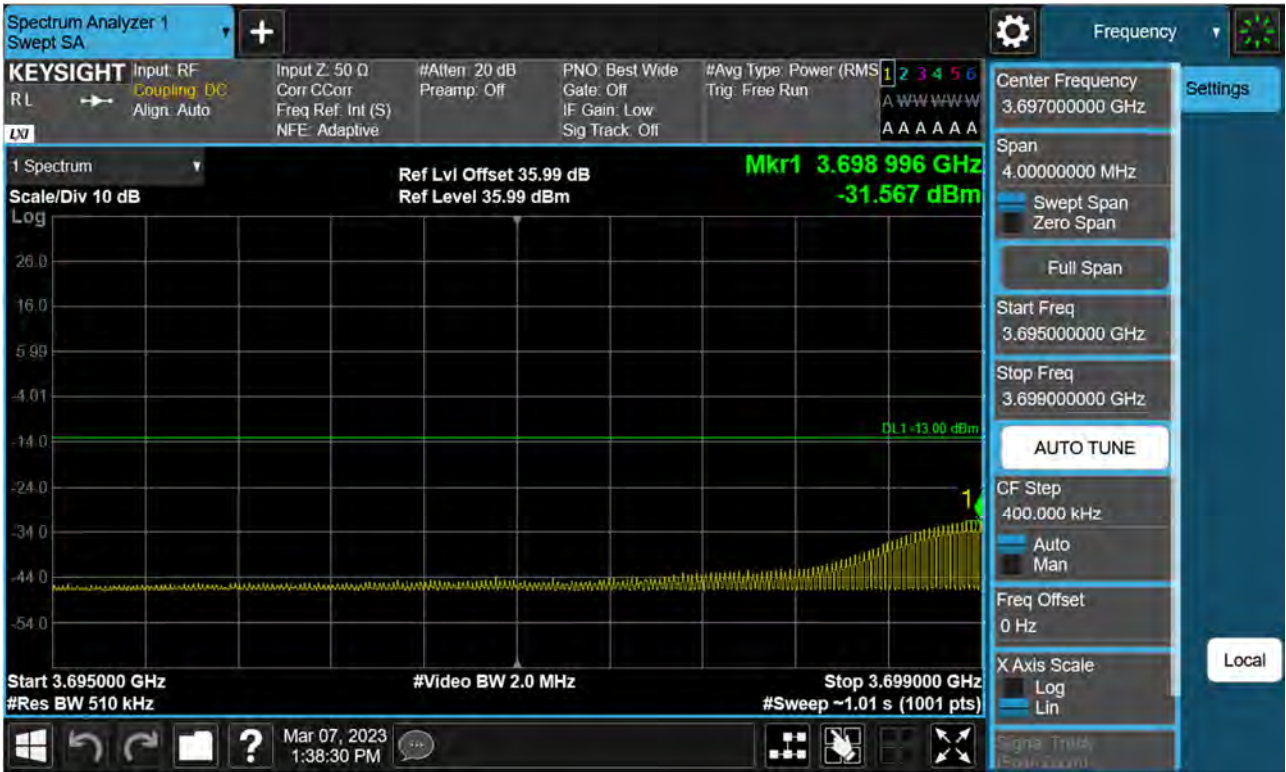 Spectrum Analyzer 1
Swept SA
Frequency
KEYSIGHT
R L
LXI
Input: RF
Coupling: DC
Align: Auto
Input Z: 50 Ω
Corr CCorr
Freq Ref: Int (S)
NFE: Adaptive
#Atten: 20 dB
Preamp: Off
PNO: Best Wide
Gate: Off
IF Gain: Low
Sig Track: Off
#Avg Type: Power (RMS
Trig: Free Run
1 2 3 4 5 6
A W W W W W
A A A A A A
1 Spectrum
Scale/Div 10 dB
Ref Lvl Offset 35.99 dB
Ref Level 35.99 dBm
Mkr1 3.698 996 GHz
-31.567 dBm
Log
26.0
16.0
5.99
-4.01
-14.0
-24.0
-34.0
-44.0
-54.0
DL1 -13.00 dBm
1
Start 3.695000 GHz
#Res BW 510 kHz
#Video BW 2.0 MHz
Stop 3.699000 GHz
#Sweep ~1.01 s (1001 pts)
Center Frequency
3.697000000 GHz
Settings
Span
4.00000000 MHz
Swept Span
Zero Span
Full Span
Start Freq
3.695000000 GHz
Stop Freq
3.699000000 GHz
AUTO TUNE
CF Step
400.000 kHz
Auto
Man
Freq Offset
0 Hz
X Axis Scale
Log
Lin
Local
Signal Track
(Span Zoom)
?
Mar 07, 2023
1:38:30 PM